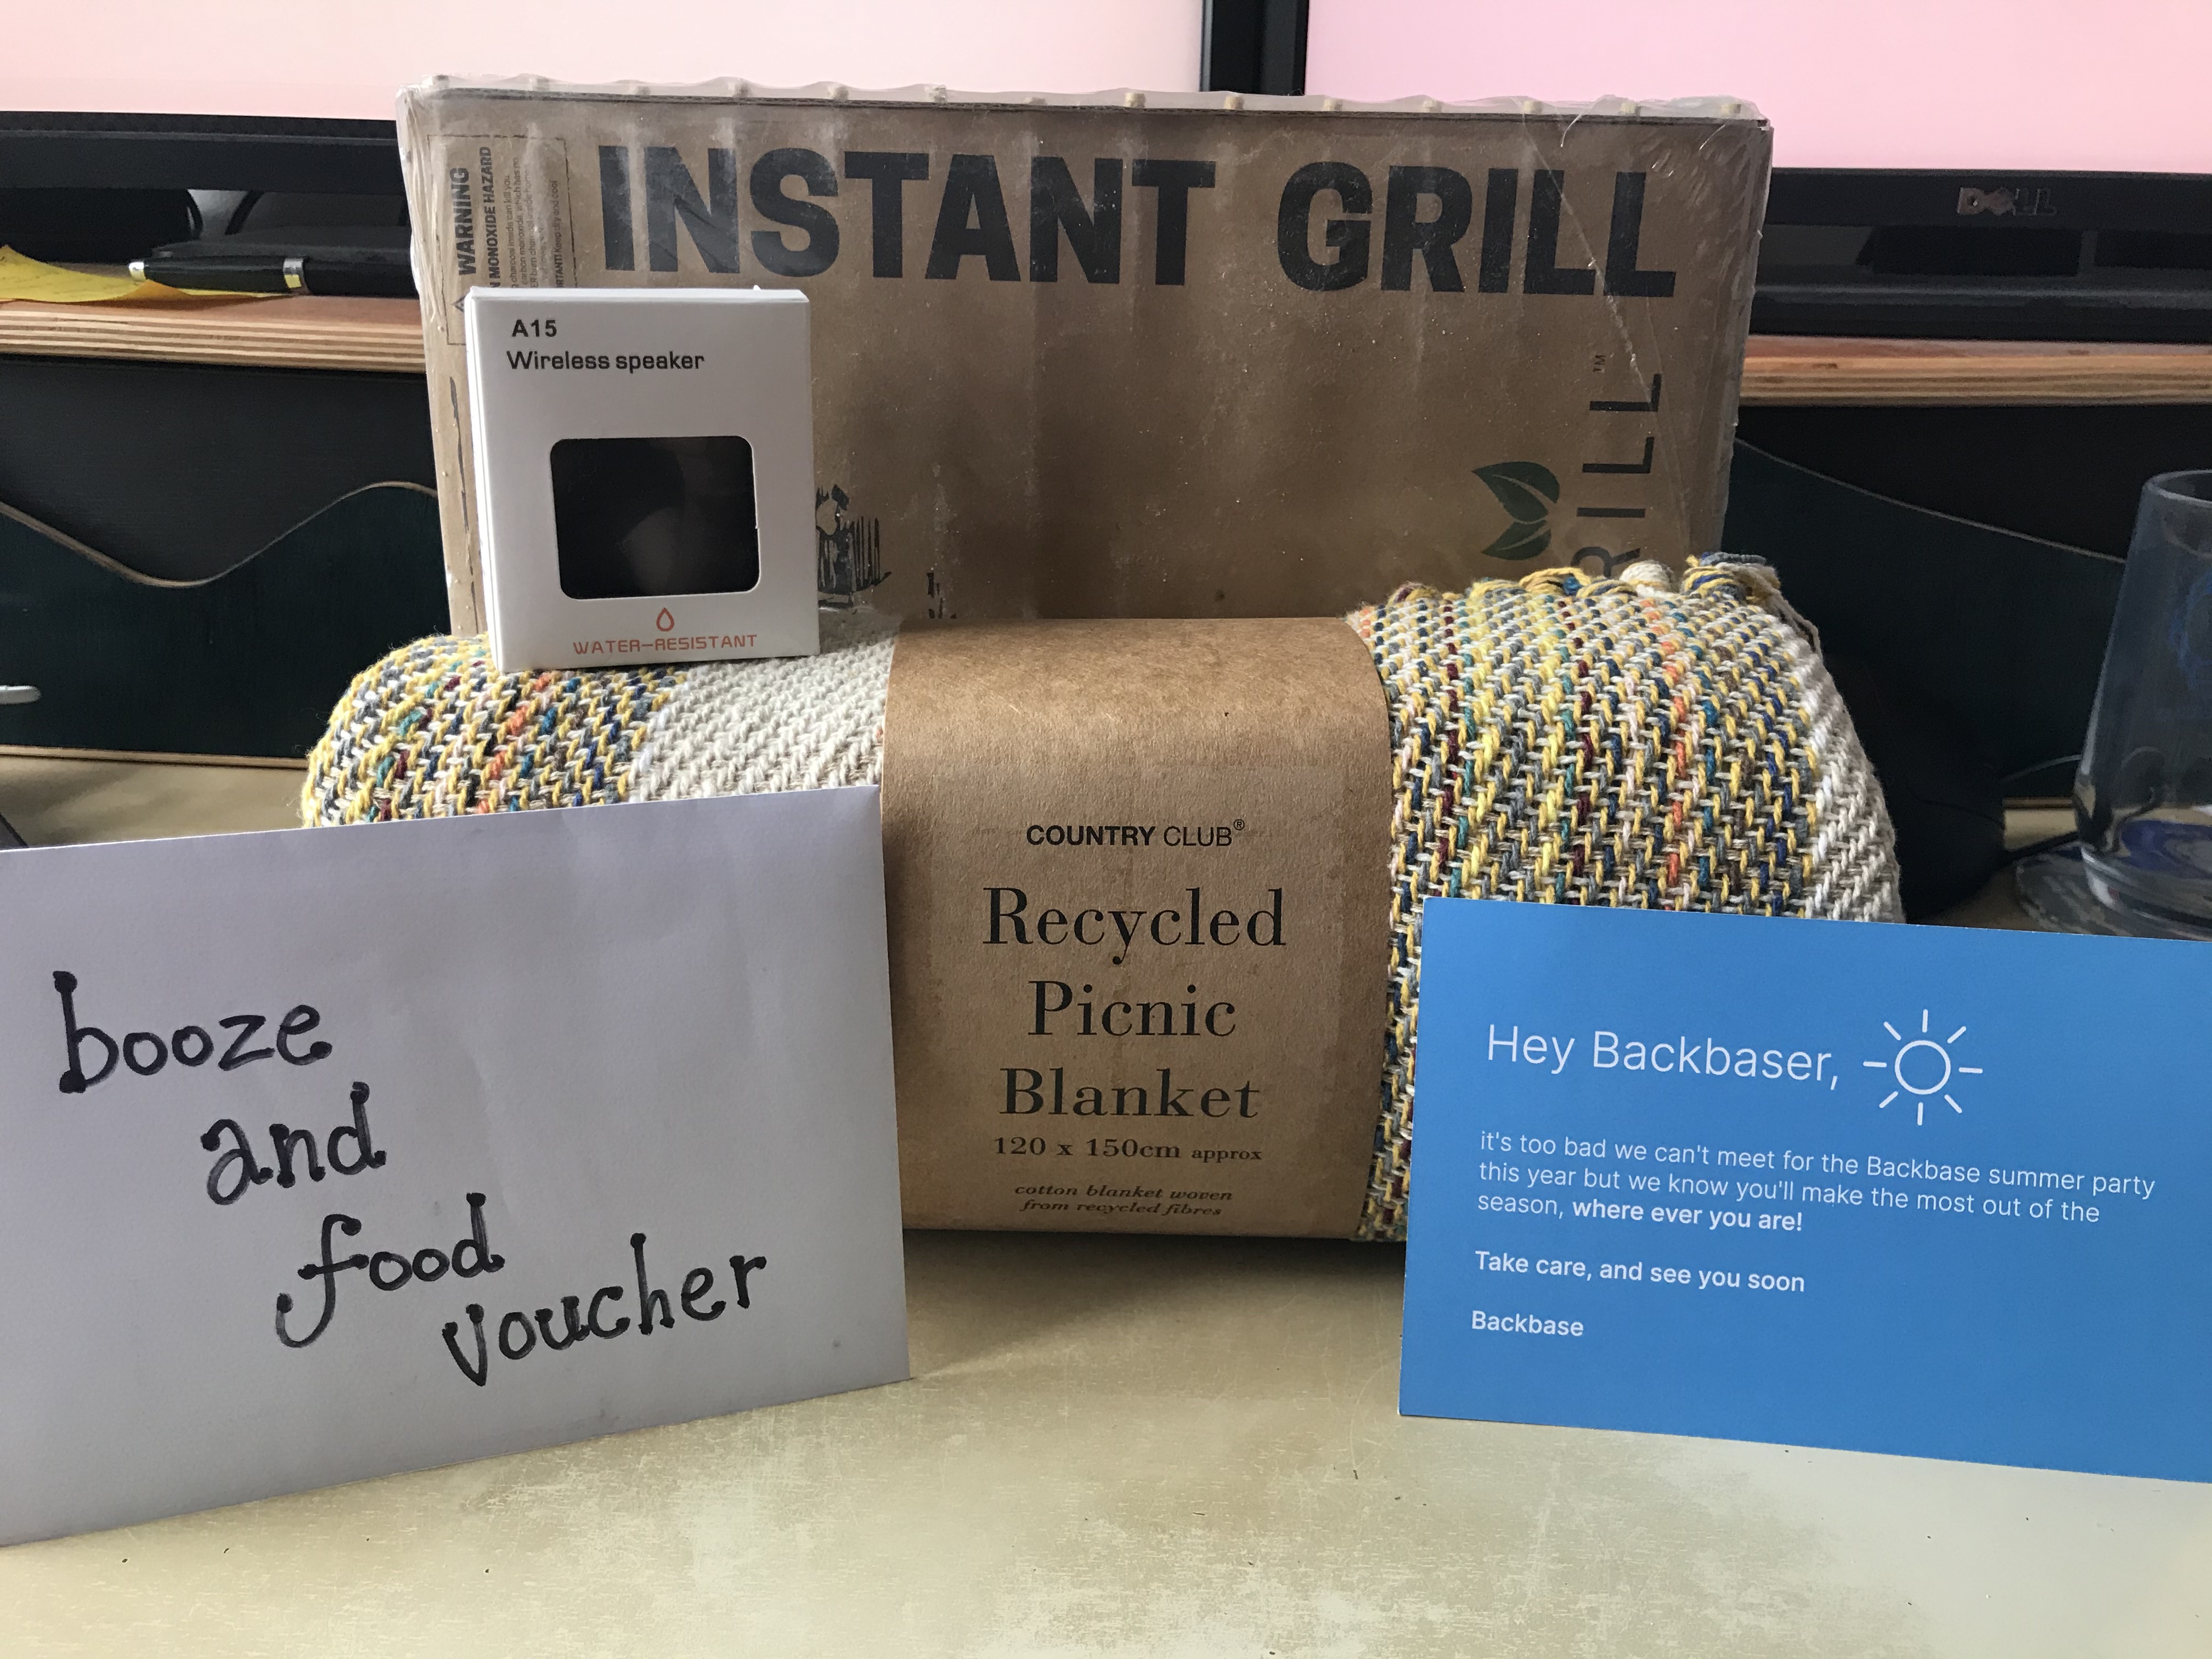 INSTANT GRILL
WARNING
MONOXIDE HAZARD
RILL™
DELL
A15
Wireless speaker
WATER-RESISTANT
COUNTRY CLUB®
Recycled
Picnic
Blanket
120 x 150cm approx
cotton blanket woven
from recycled fibres
booze
and
food
voucher
Hey Backbaser,
it's too bad we can't meet for the Backbase summer party
this year but we know you'll make the most out of the
season, where ever you are!
Take care, and see you soon
Backbase